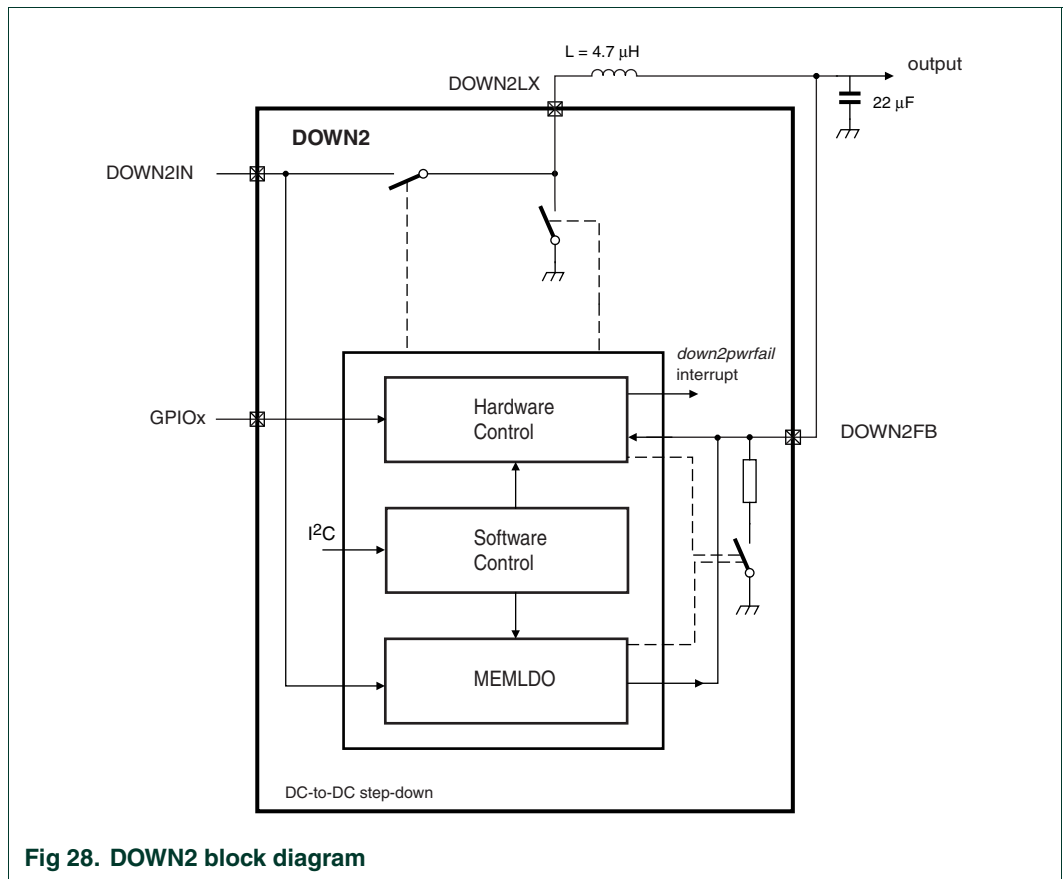 L = 4.7 μH
output
DOWN2LX
22 μF
DOWN2
DOWN2IN
down2pwrfail
interrupt
GPIOx
Hardware
Control
DOWN2FB
I²C
Software
Control
MEMLDO
DC-to-DC step-down
Fig 28. DOWN2 block diagram